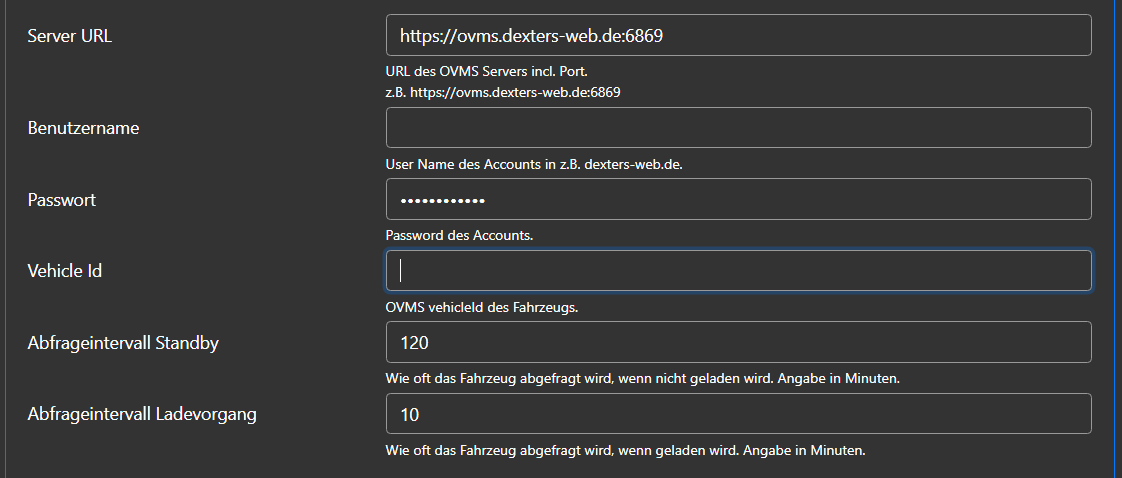 Server URL
https://ovms.dexters-web.de:6869
URL des OVMS Servers incl. Port.
z.B. https://ovms.dexters-web.de:6869
Benutzername
User Name des Accounts in z.B. dexters-web.de.
Passwort
••••••••••••
Password des Accounts.
Vehicle Id
OVMS vehicleId des Fahrzeugs.
Abfrageintervall Standby
120
Wie oft das Fahrzeug abgefragt wird, wenn nicht geladen wird. Angabe in Minuten.
Abfrageintervall Ladevorgang
10
Wie oft das Fahrzeug abgefragt wird, wenn geladen wird. Angabe in Minuten.